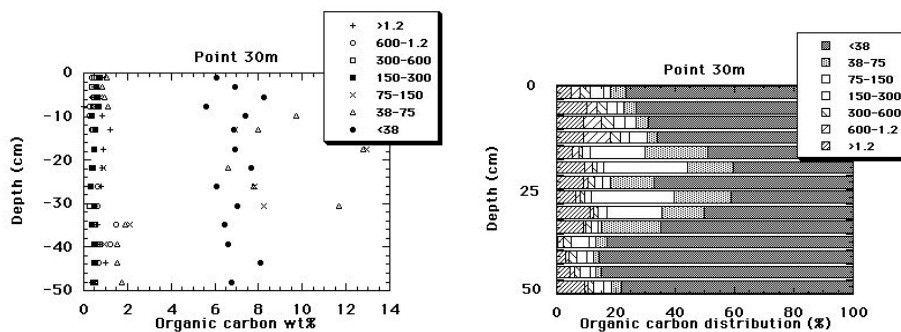 Point 30m
>1.2
600-1.2
300-600
150-300
75-150
38-75
<38
0
-10
-20
-30
-40
-50
Depth (cm)
0 2 4 6 8 10 12 14
Organic carbon wt%
Point 30m
<38
38-75
75-150
150-300
300-600
600-1.2
>1.2
0
25
50
Depth (cm)
0 20 40 60 80 100
Organic carbon distribution (%)